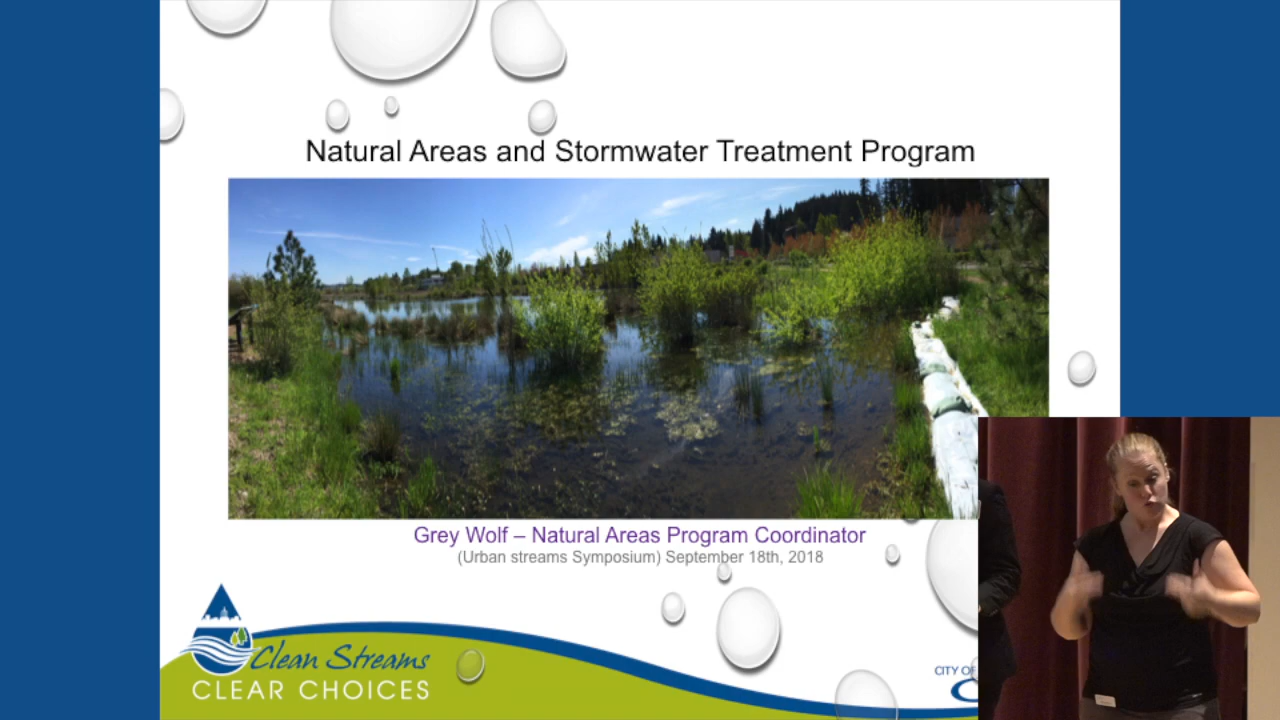 Natural Areas and Stormwater Treatment Program
Grey Wolf – Natural Areas Program Coordinator
(Urban streams Symposium) September 18th, 2018
Clean Streams
CLEAR CHOICES
CITY OF